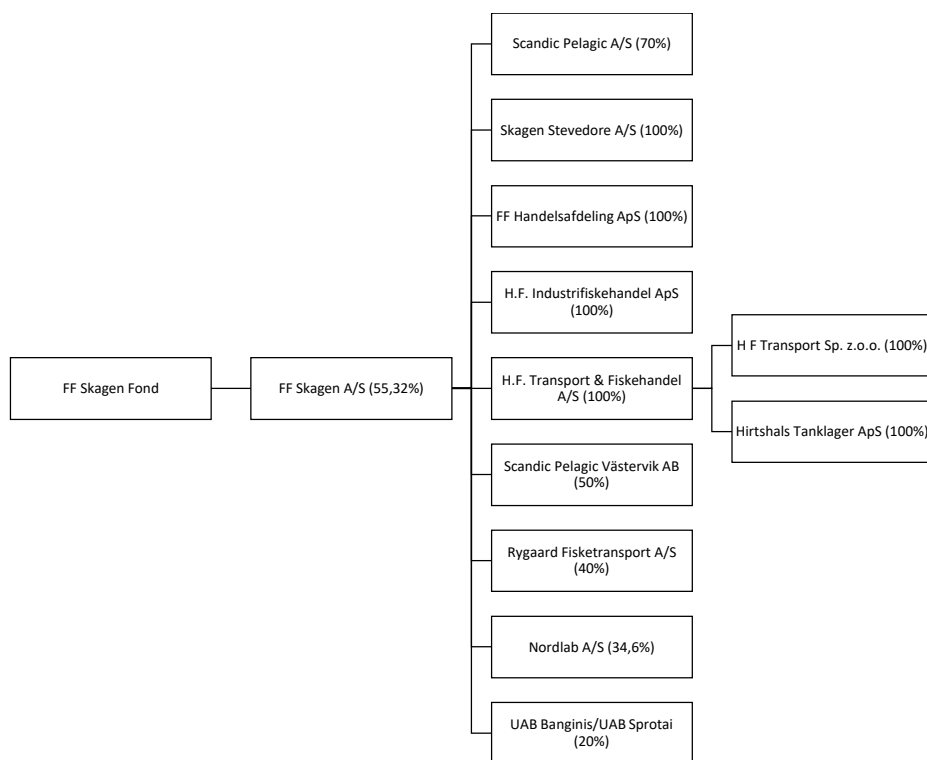 Scandic Pelagic A/S (70%)
Skagen Stevedore A/S (100%)
FF Handelsafdeling ApS (100%)
H.F. Industrifiskehandel ApS
(100%)
H F Transport Sp. z.o.o. (100%)
FF Skagen Fond
FF Skagen A/S (55,32%)
H.F. Transport & Fiskehandel
A/S (100%)
Hirtshals Tanklager ApS (100%)
Scandic Pelagic Västervik AB
(50%)
Rygaard Fisketransport A/S
(40%)
Nordlab A/S (34,6%)
UAB Banginis/UAB Sprotai
(20%)